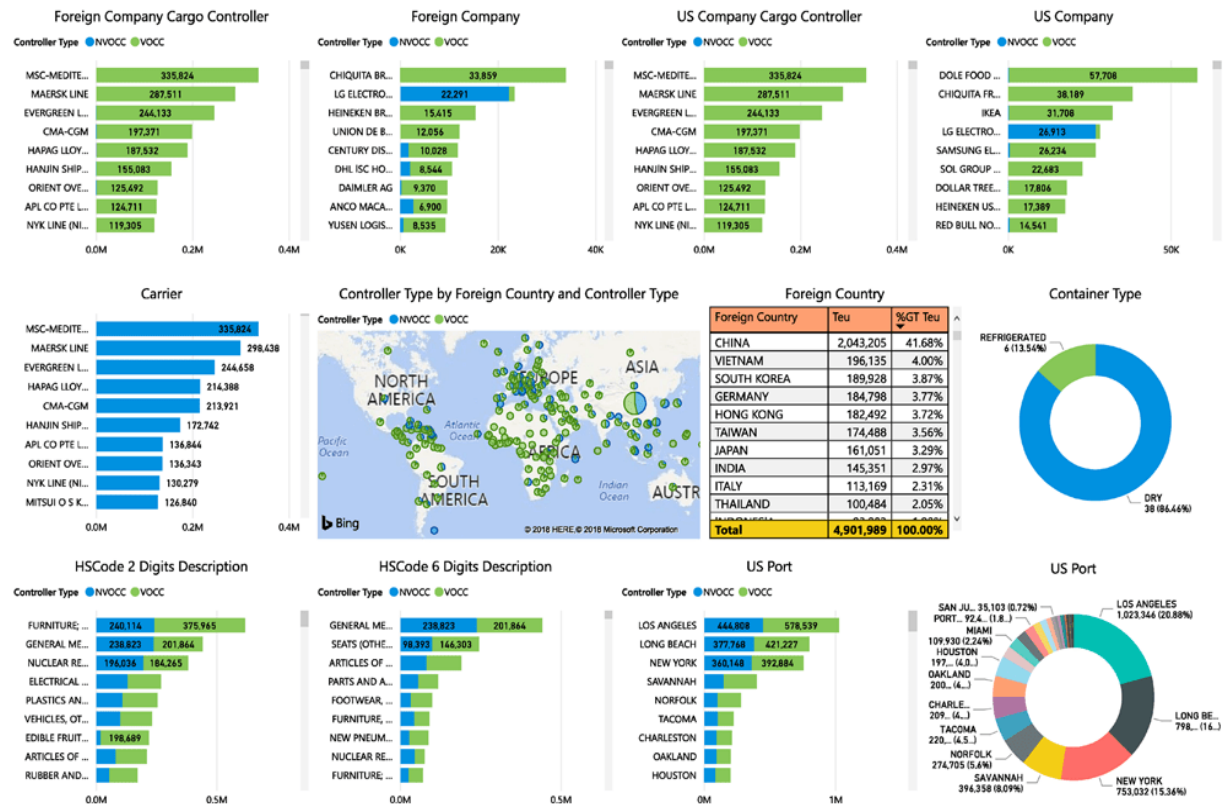 Foreign Company Cargo Controller
Controller Type NVOCC VOCC
MSC-MEDITE... 335,824
MAERSK LINE 287,511
EVERGREEN L... 244,133
CMA-CGM 197,371
HAPAG LLOY... 187,532
HANJIN SHIP... 155,083
ORIENT OVE... 125,492
APL CO PTE L... 124,711
NYK LINE (NI... 119,305
0.0M 0.2M 0.4M
Foreign Company
Controller Type NVOCC VOCC
CHIQUITA BR... 33,859
LG ELECTRO... 22,291
HEINEKEN BR... 15,415
UNION DE B... 12,056
CENTURY DIS... 10,028
DHL ISC HO... 8,544
DAIMLER AG 9,370
ANCO MACA... 6,900
YUSEN LOGIS... 8,535
0K 20K 40K
US Company Cargo Controller
Controller Type NVOCC VOCC
MSC-MEDITE... 335,824
MAERSK LINE 287,511
EVERGREEN L... 244,133
CMA-CGM 197,371
HAPAG LLOY... 187,532
HANJIN SHIP... 155,083
ORIENT OVE... 125,492
APL CO PTE L... 124,711
NYK LINE (NI... 119,305
0.0M 0.2M 0.4M
US Company
Controller Type NVOCC VOCC
DOLE FOOD ... 57,708
CHIQUITA FR... 38,189
IKEA 31,708
LG ELECTRO... 26,913
SAMSUNG EL... 26,234
SOL GROUP ... 22,683
DOLLAR TREE... 17,806
HEINEKEN US... 17,389
RED BULL NO... 14,541
0K 50K
Carrier
MSC-MEDITE... 335,824
MAERSK LINE 298,438
EVERGREEN L... 244,658
HAPAG LLOY... 214,388
CMA-CGM 213,921
HANJIN SHIP... 172,742
APL CO PTE L... 136,844
ORIENT OVE... 136,343
NYK LINE (NI... 130,279
MITSUI O S K... 126,840
0.0M 0.2M 0.4M
Controller Type by Foreign Country and Controller Type
Controller Type NVOCC VOCC
NORTH
AMERICA
EUROPE
ASIA
Pacific
Ocean
Atlantic
Ocean
AFRICA
SOUTH
AMERICA
Indian
Ocean
AUSTR
Bing
© 2018 HERE,© 2018 Microsoft Corporation
Foreign Country
Foreign Country Teu %GT Teu
CHINA 2,043,205 41.68%
VIETNAM 196,135 4.00%
SOUTH KOREA 189,928 3.87%
GERMANY 184,798 3.77%
HONG KONG 182,492 3.72%
TAIWAN 174,488 3.56%
JAPAN 161,051 3.29%
INDIA 145,351 2.97%
ITALY 113,169 2.31%
THAILAND 100,484 2.05%
Total 4,901,989 100.00%
Container Type
REFRIGERATED
6 (13.54%)
DRY
38 (86.46%)
HSCode 2 Digits Description
Controller Type NVOCC VOCC
FURNITURE; ... 240,114 375,965
GENERAL ME... 238,823 201,864
NUCLEAR RE... 196,036 184,265
ELECTRICAL ...
PLASTICS AN...
VEHICLES, OT...
EDIBLE FRUIT... 198,689
ARTICLES OF ...
RUBBER AND...
0.0M 0.5M
HSCode 6 Digits Description
Controller Type NVOCC VOCC
GENERAL ME... 238,823 201,864
SEATS (OTHE... 98,393 146,303
ARTICLES OF ...
PARTS AND A...
FOOTWEAR, ...
FURNITURE, ...
NEW PNEUM...
NUCLEAR RE...
FURNITURE; ...
0.0M 0.5M
US Port
Controller Type NVOCC VOCC
LOS ANGELES 444,808 578,539
LONG BEACH 377,768 421,227
NEW YORK 360,148 392,884
SAVANNAH
NORFOLK
TACOMA
CHARLESTON
OAKLAND
HOUSTON
0M 1M
US Port
SAN JU... 35,103 (0.72%)
PORT... 92.4... (1.8...)
MIAMI
109,930 (2.24%)
HOUSTON
197,... (4,0...)
OAKLAND
200... (4,...)
CHARLE...
209... (4,...)
TACOMA
220,... (4.5...)
NORFOLK
274,705 (5.6%)
SAVANNAH
396,358 (8.09%)
NEW YORK
753,032 (15.36%)
LONG BE...
798,... (16...)
LOS ANGELES
1,023,346 (20.88%)